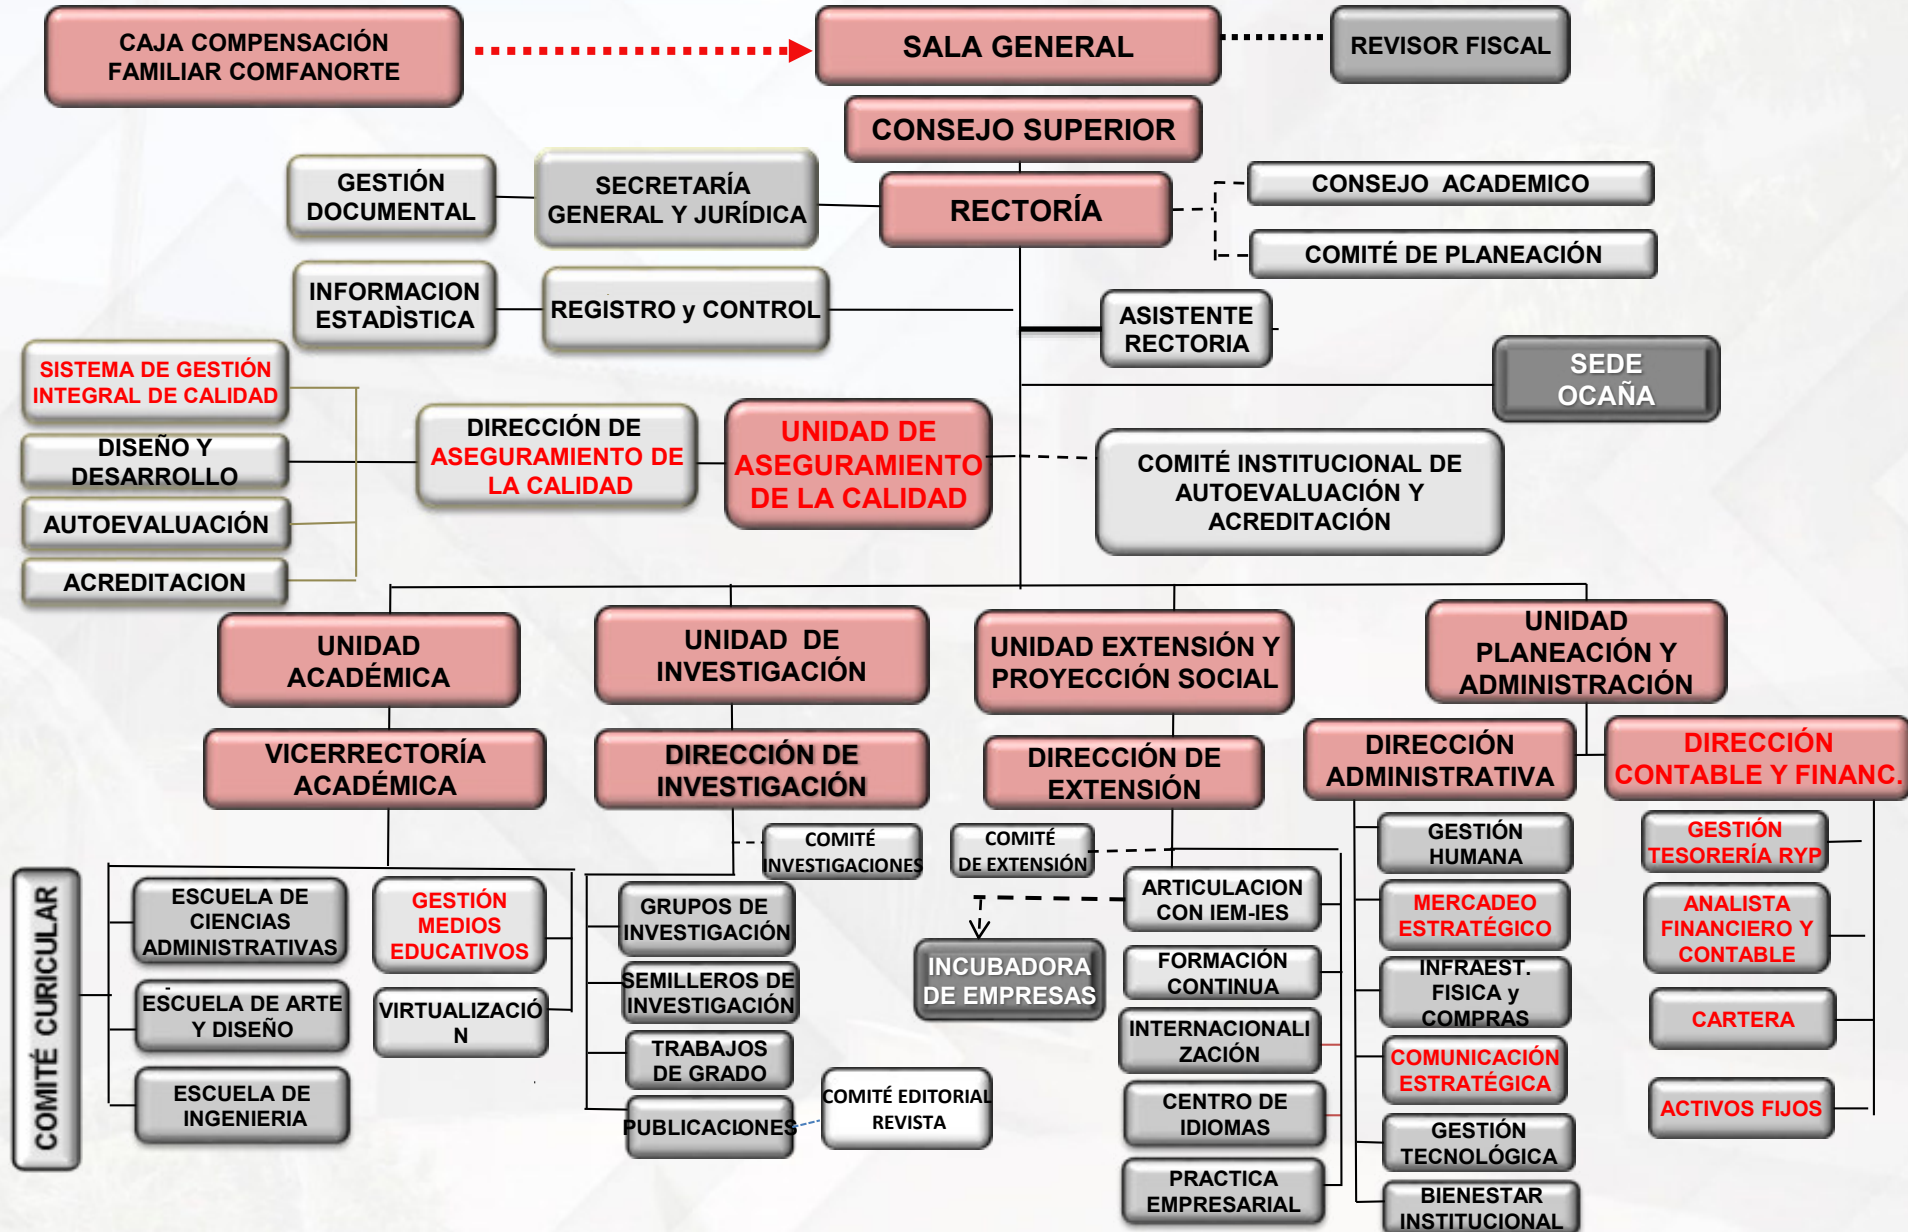 CAJA COMPENSACIÓN
FAMILIAR COMFANORTE
SALA GENERAL
REVISOR FISCAL
CONSEJO SUPERIOR
GESTIÓN
DOCUMENTAL
SECRETARÍA
GENERAL Y JURÍDICA
RECTORÍA
CONSEJO ACADEMICO
COMITÉ DE PLANEACIÓN
INFORMACION
ESTADÌSTICA
REGISTRO y CONTROL
ASISTENTE
RECTORIA
SEDE
OCAÑA
SISTEMA DE GESTIÓN
INTEGRAL DE CALIDAD
DISEÑO Y
DESARROLLO
AUTOEVALUACIÓN
ACREDITACION
DIRECCIÓN DE
ASEGURAMIENTO DE
LA CALIDAD
UNIDAD DE
ASEGURAMIENTO
DE LA CALIDAD
COMITÉ INSTITUCIONAL DE
AUTOEVALUACIÓN Y
ACREDITACIÓN
UNIDAD
ACADÉMICA
UNIDAD DE
INVESTIGACIÓN
UNIDAD EXTENSIÓN Y
PROYECCIÓN SOCIAL
UNIDAD
PLANEACIÓN Y
ADMINISTRACIÓN
VICERRECTORÍA
ACADÉMICA
DIRECCIÓN DE
INVESTIGACIÓN
DIRECCIÓN DE
EXTENSIÓN
DIRECCIÓN
ADMINISTRATIVA
DIRECCIÓN
CONTABLE Y FINANC.
COMITÉ CURICULAR
ESCUELA DE
CIENCIAS
ADMINISTRATIVAS
ESCUELA DE ARTE
Y DISEÑO
ESCUELA DE
INGENIERIA
GESTIÓN
MEDIOS
EDUCATIVOS
VIRTUALIZACIÓ
N
COMITÉ
INVESTIGACIONES
GRUPOS DE
INVESTIGACIÓN
SEMILLEROS DE
INVESTIGACIÓN
TRABAJOS
DE GRADO
PUBLICACIONES
COMITÉ EDITORIAL
REVISTA
COMITÉ
DE EXTENSIÓN
INCUBADORA
DE EMPRESAS
ARTICULACION
CON IEM-IES
FORMACIÓN
CONTINUA
INTERNACIONALI
ZACIÓN
CENTRO DE
IDIOMAS
PRACTICA
EMPRESARIAL
GESTIÓN
HUMANA
MERCADEO
ESTRATÉGICO
INFRAEST.
FISICA y
COMPRAS
COMUNICACIÓN
ESTRATÉGICA
GESTIÓN
TECNOLÓGICA
BIENESTAR
INSTITUCIONAL
GESTIÓN
TESORERÍA RYP
ANALISTA
FINANCIERO Y
CONTABLE
CARTERA
ACTIVOS FIJOS